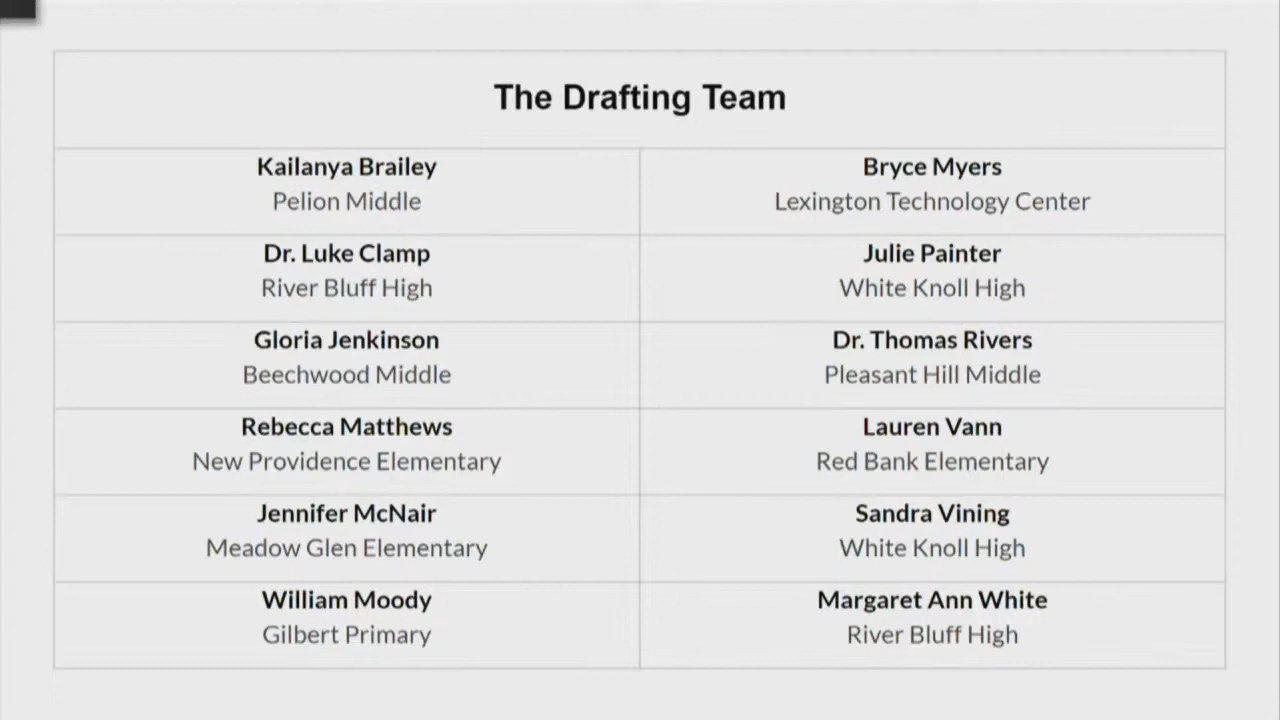 The Drafting Team
Kailanya Brailey
Pelion Middle
Bryce Myers
Lexington Technology Center
Dr. Luke Clamp
River Bluff High
Julie Painter
White Knoll High
Gloria Jenkinson
Beechwood Middle
Dr. Thomas Rivers
Pleasant Hill Middle
Rebecca Matthews
New Providence Elementary
Lauren Vann
Red Bank Elementary
Jennifer McNair
Meadow Glen Elementary
Sandra Vining
White Knoll High
William Moody
Gilbert Primary
Margaret Ann White
River Bluff High